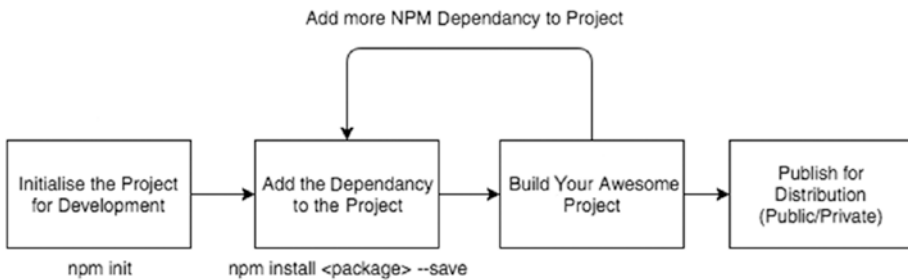 Add more NPM Dependancy to Project
Initialise the Project
for Development
Add the Dependancy
to the Project
Build Your Awesome
Project
Publish for
Distribution
(Public/Private)
npm init
npm install <package> --save